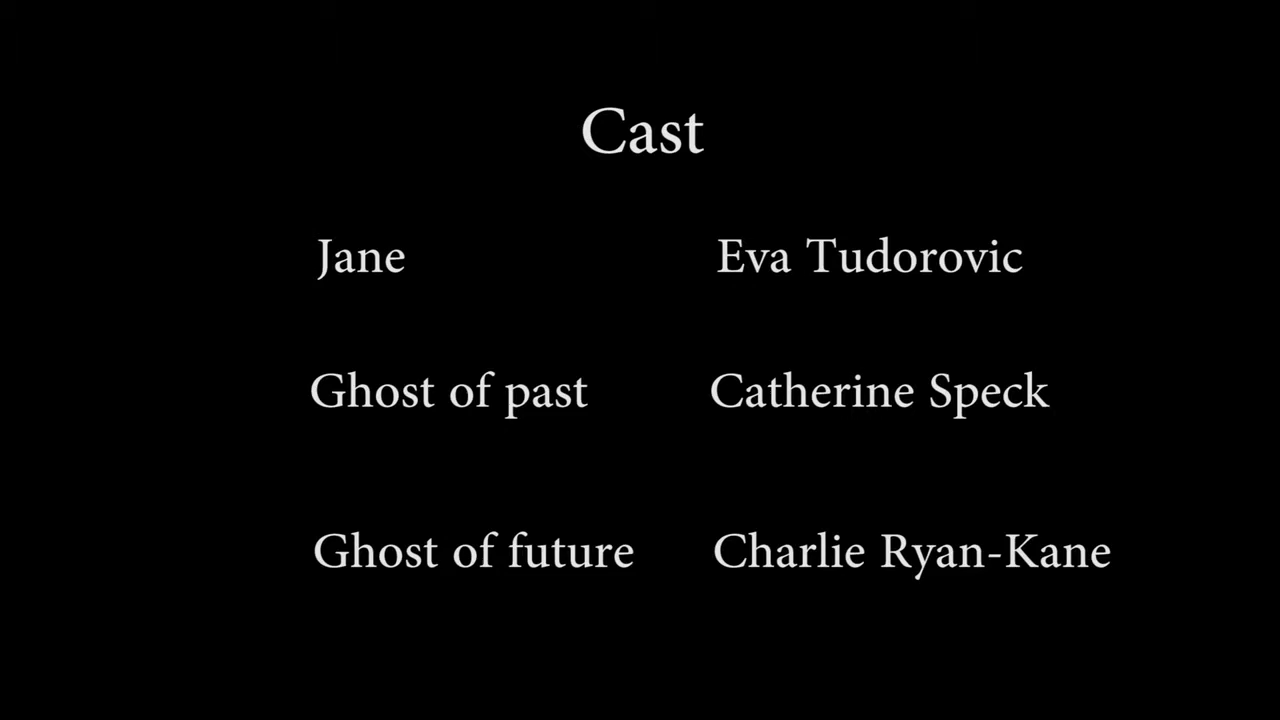 Cast
Jane Eva Tudorovic
Ghost of past Catherine Speck
Ghost of future Charlie Ryan-Kane